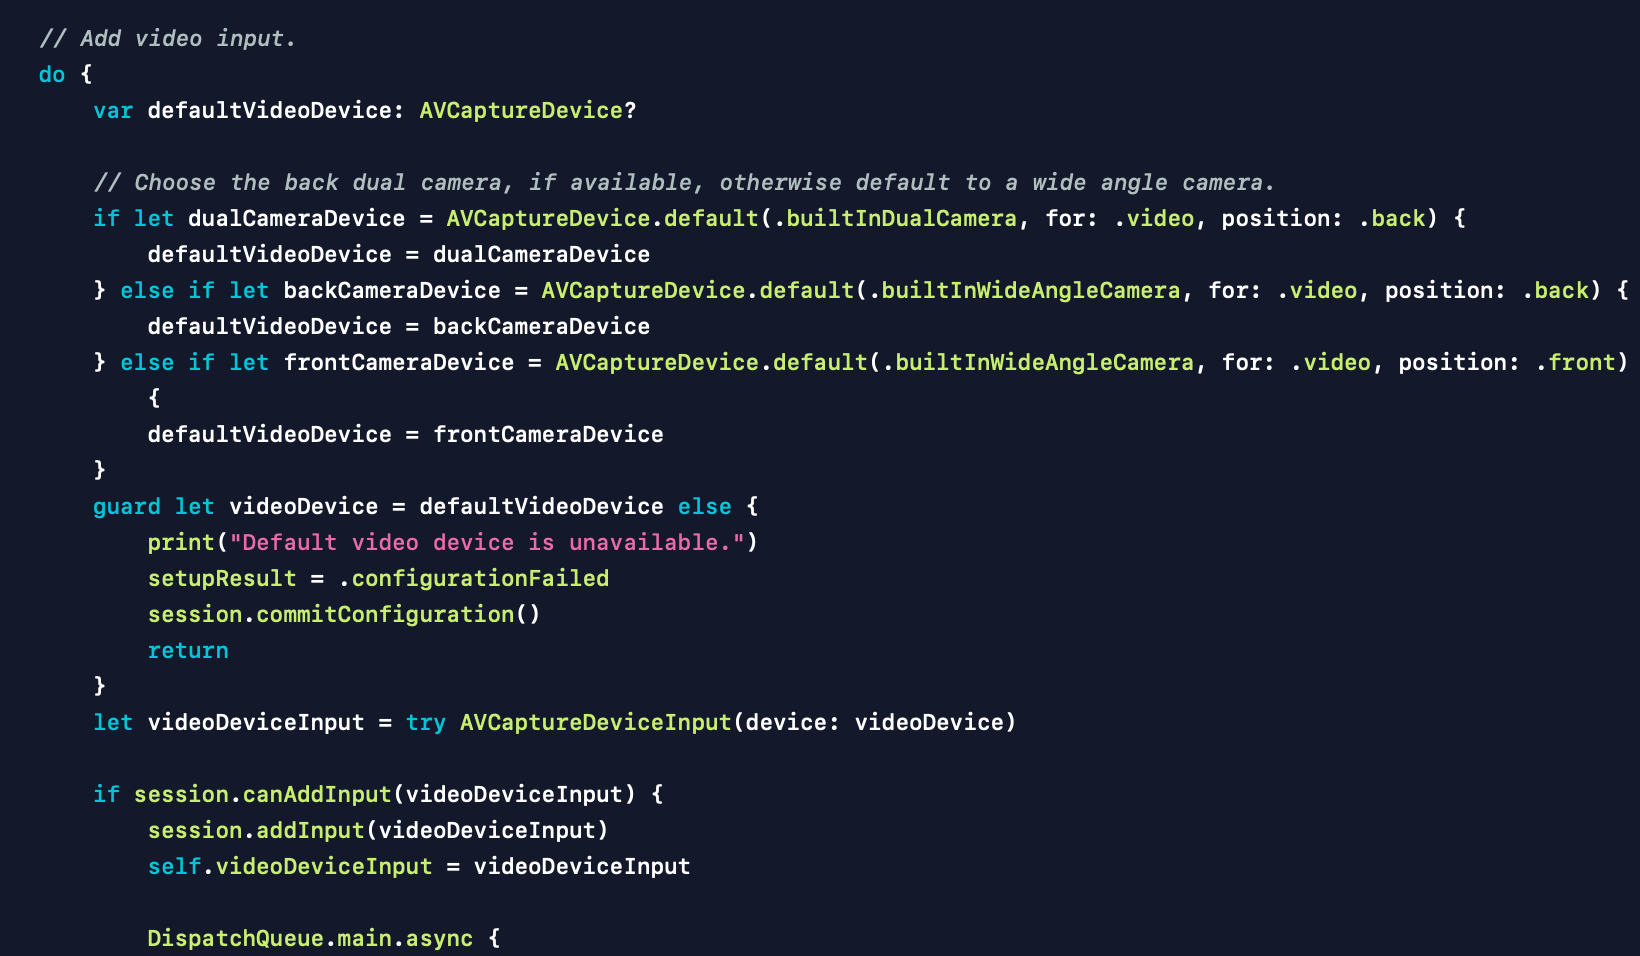 // Add video input.
do {
var defaultVideoDevice: AVCaptureDevice?
// Choose the back dual camera, if available, otherwise default to a wide angle camera.
if let dualCameraDevice = AVCaptureDevice.default(.builtInDualCamera, for: .video, position: .back) {
defaultVideoDevice = dualCameraDevice
} else if let backCameraDevice = AVCaptureDevice.default(.builtInWideAngleCamera, for: .video, position: .back) {
defaultVideoDevice = backCameraDevice
} else if let frontCameraDevice = AVCaptureDevice.default(.builtInWideAngleCamera, for: .video, position: .front)
{
defaultVideoDevice = frontCameraDevice
}
guard let videoDevice = defaultVideoDevice else {
print("Default video device is unavailable.")
setupResult = .configurationFailed
session.commitConfiguration()
return
}
let videoDeviceInput = try AVCaptureDeviceInput(device: videoDevice)
if session.canAddInput(videoDeviceInput) {
session.addInput(videoDeviceInput)
self.videoDeviceInput = videoDeviceInput
DispatchQueue.main.async {